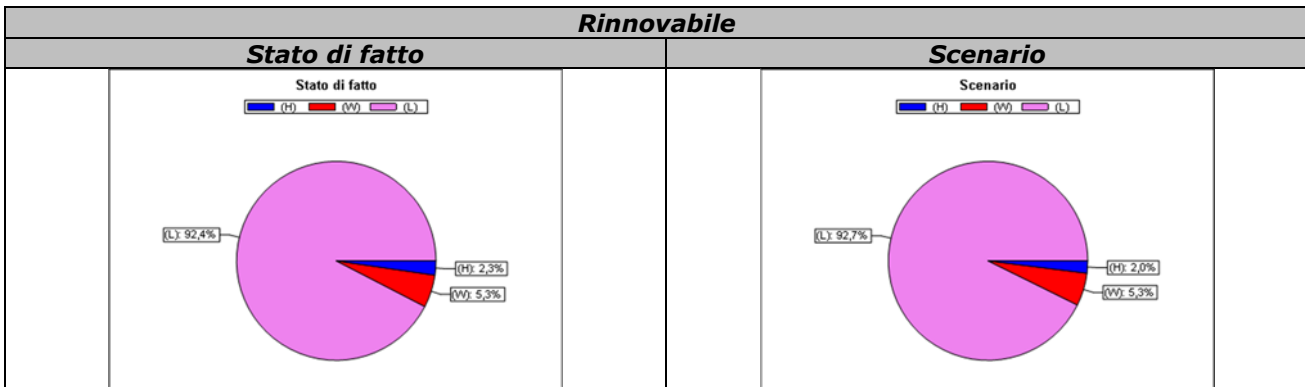 Rinnovabile
Stato di fatto
Scenario
Stato di fatto
(H) (W) (L)
(L): 92,4%
(H): 2,3%
(W): 5,3%
Scenario
(H) (W) (L)
(L): 92,7%
(H): 2,0%
(W): 5,3%